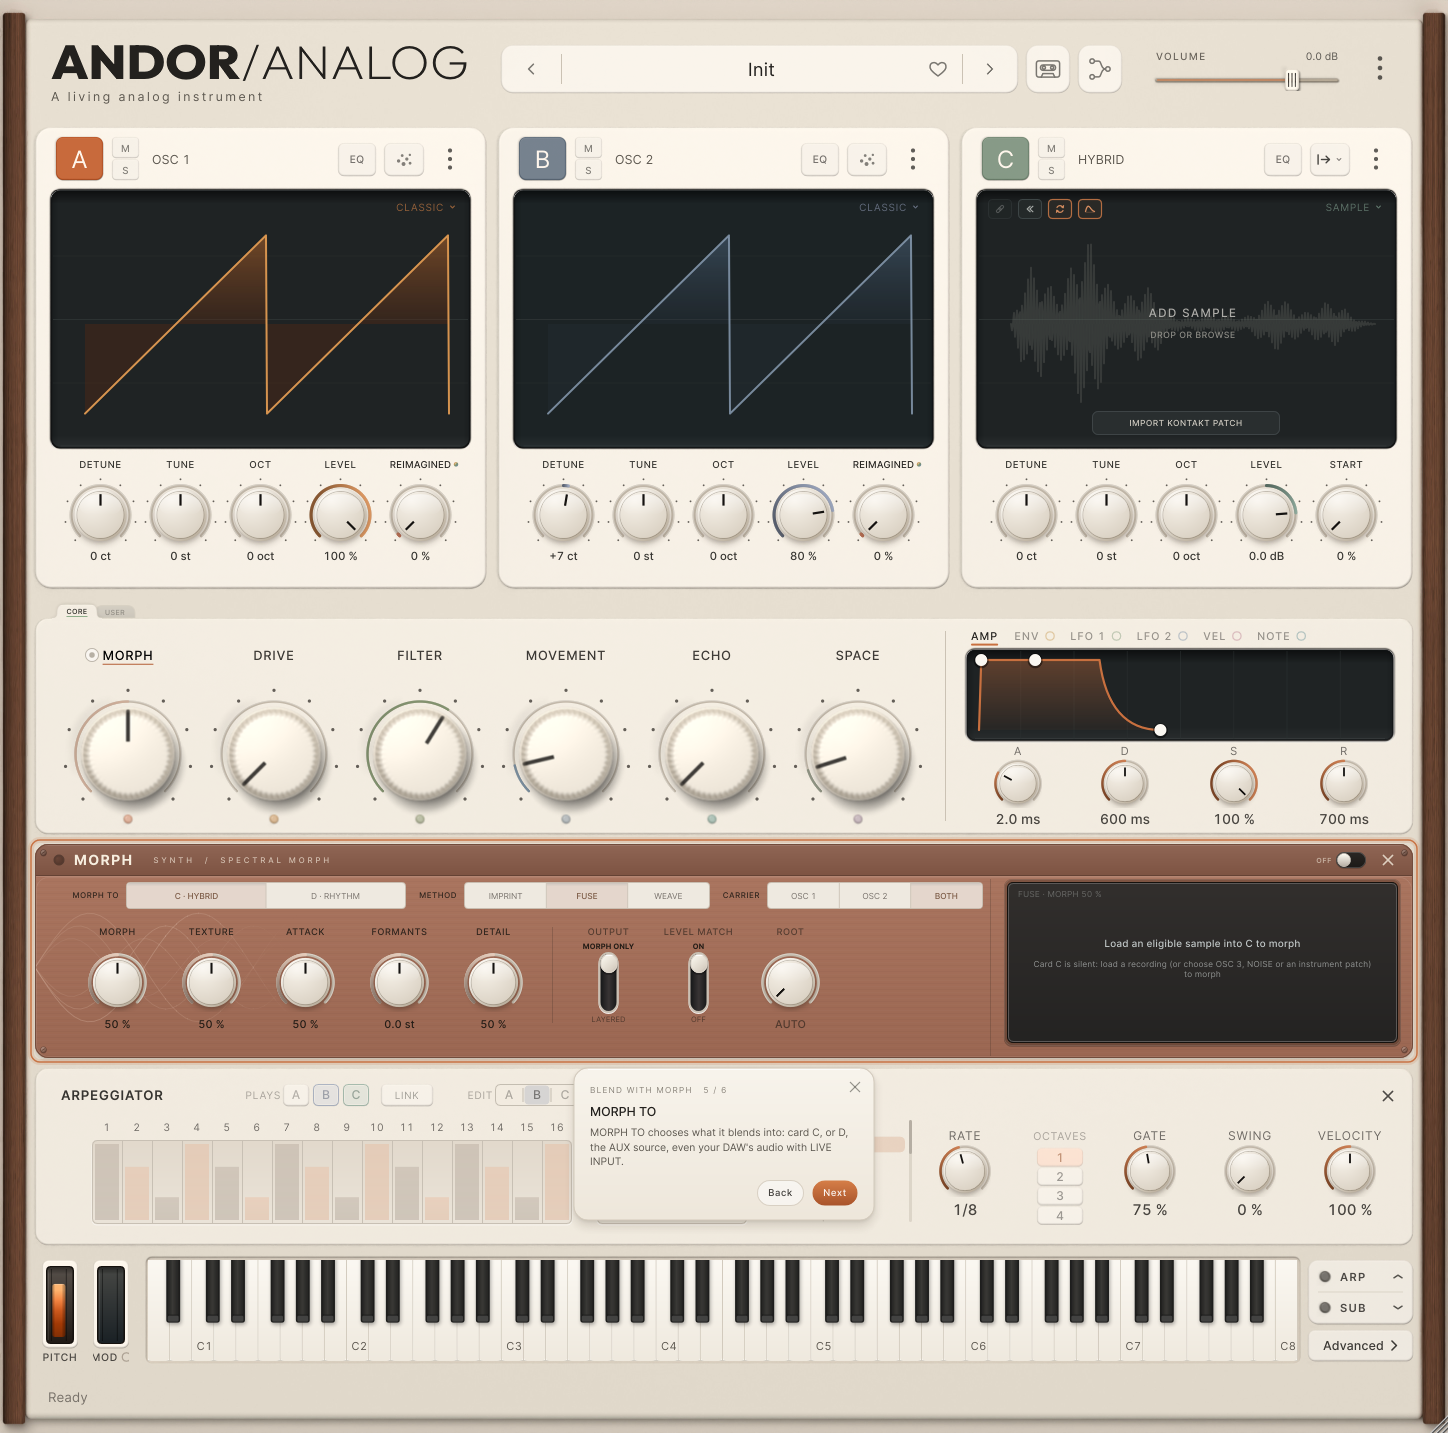 ANDOR/ANALOG
A living analog instrument
Init
VOLUME 0.0 dB
A M S OSC 1 EQ
CLASSIC
DETUNE TUNE OCT LEVEL REIMAGINED
0 ct 0 st 0 oct 100 % 0 %
B M S OSC 2 EQ
CLASSIC
DETUNE TUNE OCT LEVEL REIMAGINED
+7 ct 0 st 0 oct 80 % 0 %
C M S HYBRID EQ
SAMPLE
ADD SAMPLE
DROP OR BROWSE
IMPORT KONTAKT PATCH
DETUNE TUNE OCT LEVEL START
0 ct 0 st 0 oct 0.0 dB 0 %
CORE USER
MORPH DRIVE FILTER MOVEMENT ECHO SPACE
AMP ENV LFO 1 LFO 2 VEL NOTE
A D S R
2.0 ms 600 ms 100 % 700 ms
MORPH SYNTH / SPECTRAL MORPH OFF
MORPH TO C · HYBRID D · RHYTHM METHOD IMPRINT FUSE WEAVE CARRIER OSC 1 OSC 2 BOTH
MORPH TEXTURE ATTACK FORMANTS DETAIL OUTPUT LEVEL MATCH ROOT
MORPH ONLY ON
LAYERED OFF
50 % 50 % 50 % 0.0 st 50 % AUTO
FUSE · MORPH 50 %
Load an eligible sample into C to morph
Card C is silent: load a recording (or choose OSC 3, NOISE or an instrument patch)
to morph
ARPEGGIATOR PLAYS A B C LINK EDIT A B C
1 2 3 4 5 6 7 8 9 10 11 12 13 14 15 16
BLEND WITH MORPH 5 / 6
MORPH TO
MORPH TO chooses what it blends into: card C, or D,
the AUX source, even your DAW's audio with LIVE
INPUT.
Back Next
RATE OCTAVES GATE SWING VELOCITY
1
2
3
4
1/8 75 % 0 % 100 %
PITCH MOD
C1 C2 C3 C4 C5 C6 C7 C8
ARP
SUB
Advanced
Ready